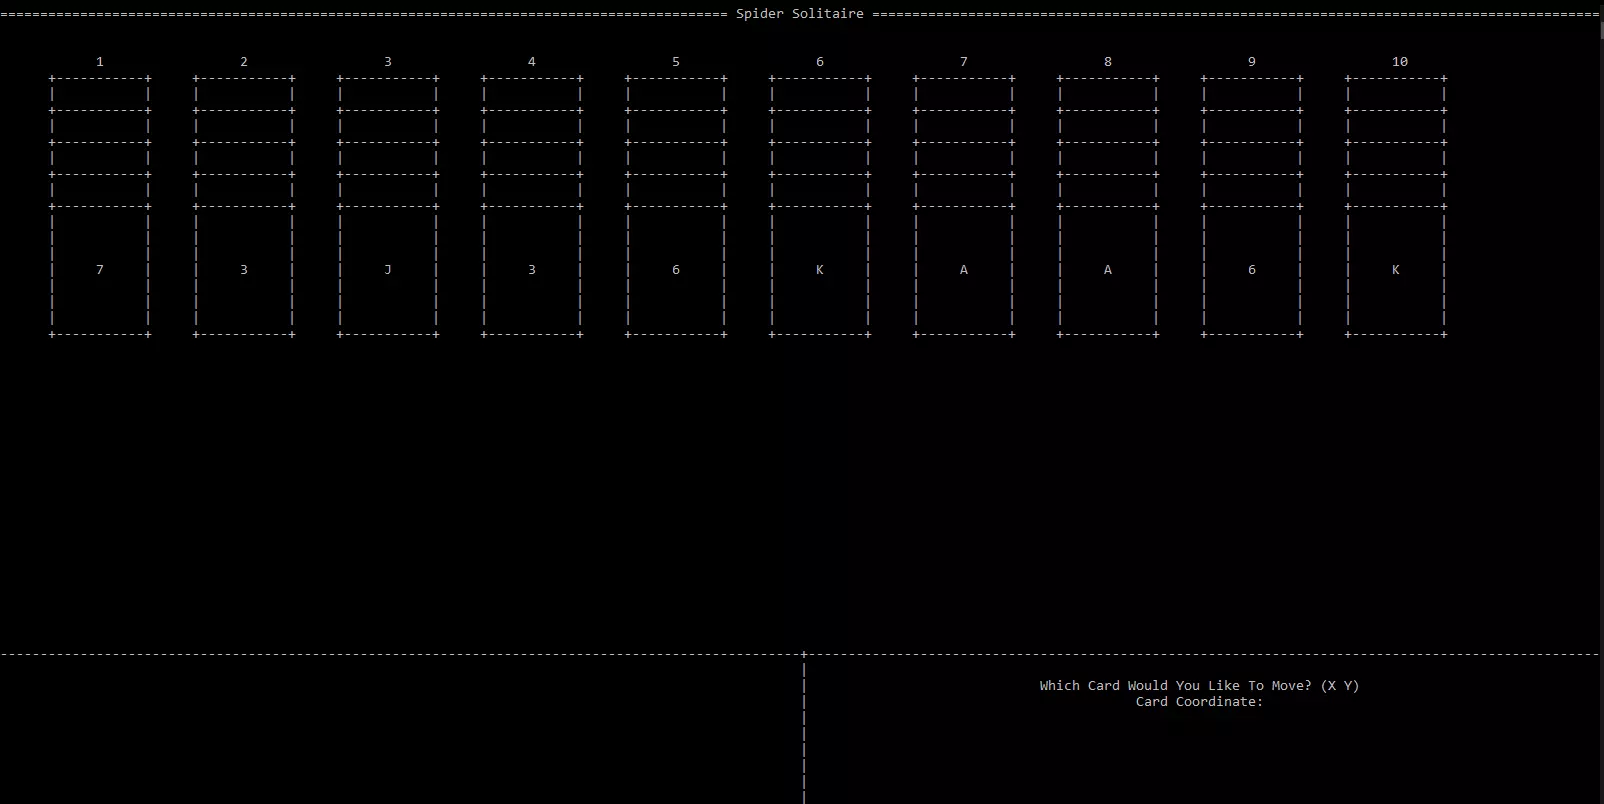 Spider Solitaire
1 2 3 4 5 6 7 8 9 10
7 3 J 3 6 K A A 6 K
Which Card Would You Like To Move? (X Y)
Card Coordinate: